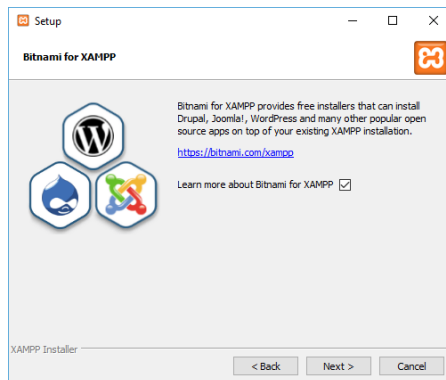 Setup
Bitnami for XAMPP
Bitnami for XAMPP provides free installers that can install
Drupal, Joomla!, WordPress and many other popular open
source apps on top of your existing XAMPP installation.
https://bitnami.com/xampp
Learn more about Bitnami for XAMPP
XAMPP Installer
< Back
Next >
Cancel